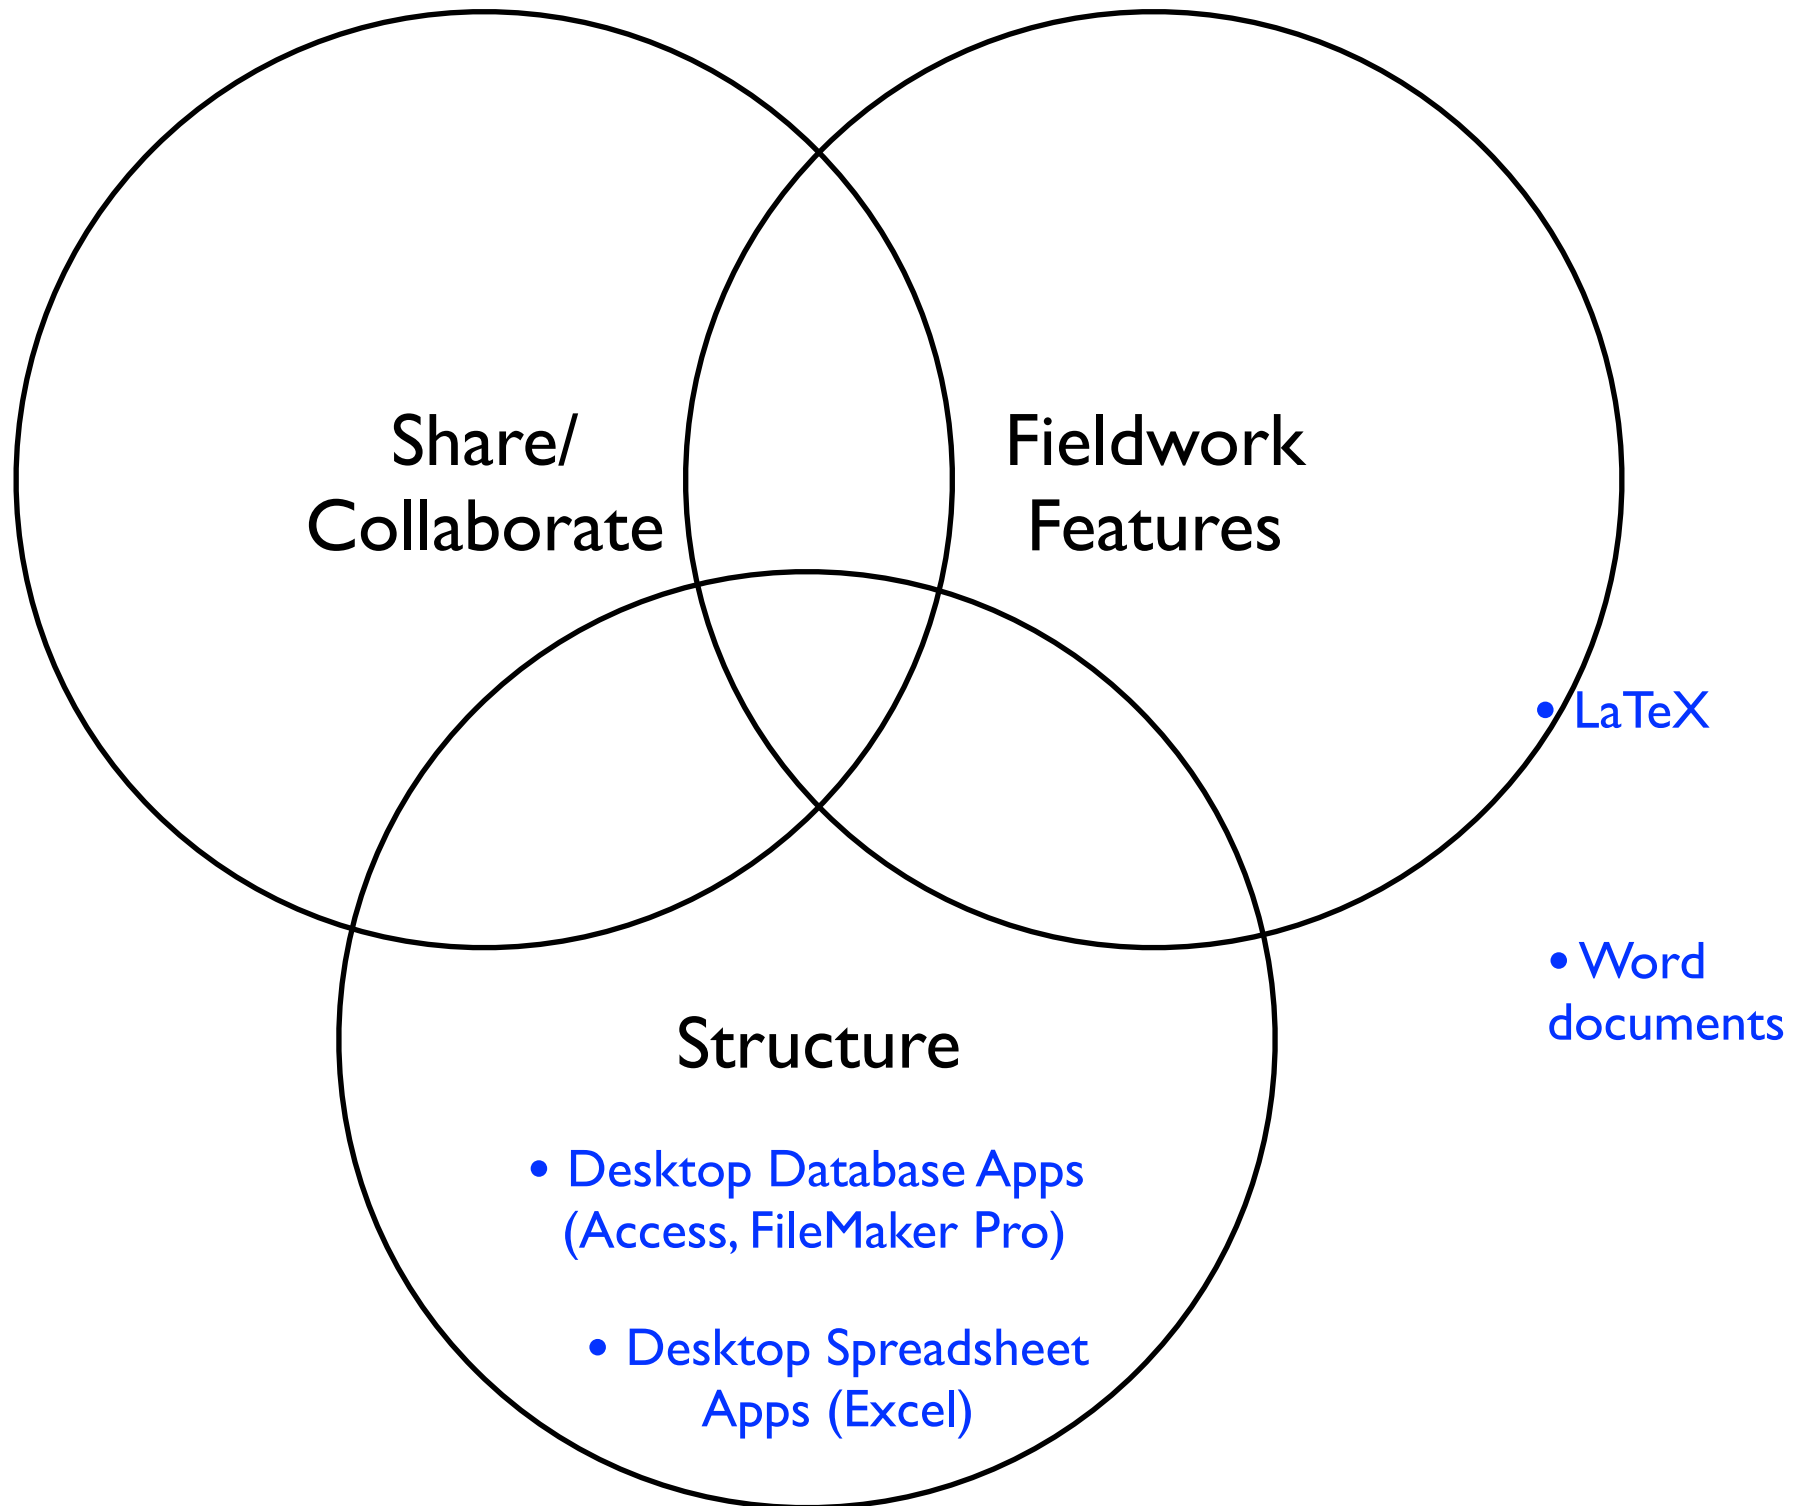 Share/
Collaborate
Fieldwork
Features
• LaTeX
• Word
documents
Structure
• Desktop Database Apps
(Access, FileMaker Pro)
• Desktop Spreadsheet
Apps (Excel)